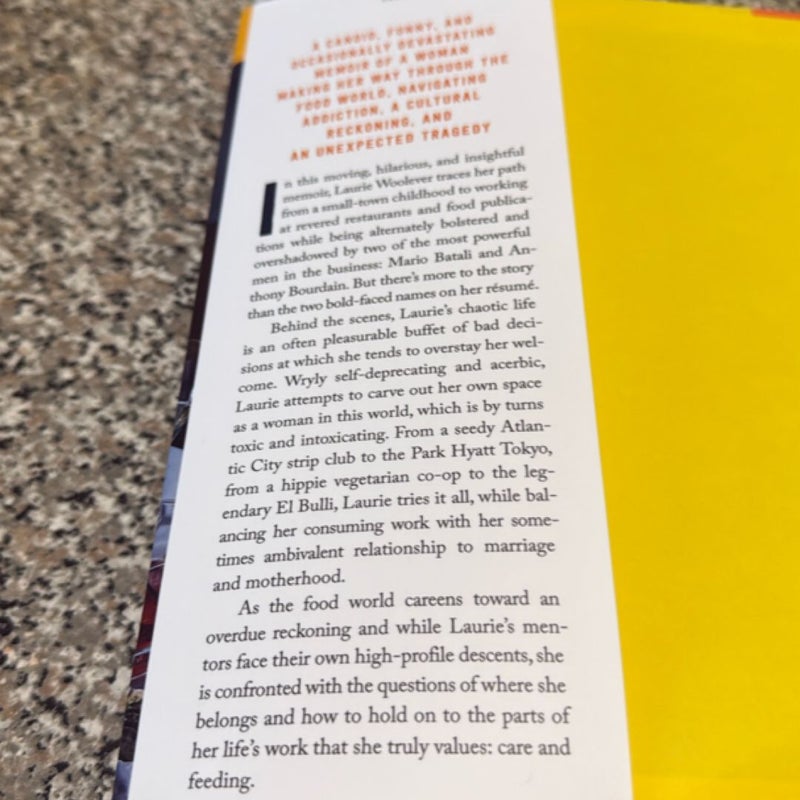 A CANDID, FUNNY, AND
OCCASIONALLY DEVASTATING
MEMOIR OF A WOMAN
MAKING HER WAY THROUGH THE
FOOD WORLD, NAVIGATING
ADDICTION, A CULTURAL
RECKONING, AND
AN UNEXPECTED TRAGEDY
In this moving, hilarious, and insightful
memoir, Laurie Woolever traces her path
from a small-town childhood to working
at revered restaurants and food publica-
tions while being alternately bolstered and
overshadowed by two of the most powerful
men in the business: Mario Batali and An-
thony Bourdain. But there's more to the story
than the two bold-faced names on her résumé.
Behind the scenes, Laurie's chaotic life
is an often pleasurable buffet of bad deci-
sions at which she tends to overstay her wel-
come. Wryly self-deprecating and acerbic,
Laurie attempts to carve out her own space
as a woman in this world, which is by turns
toxic and intoxicating. From a seedy Atlan-
tic City strip club to the Park Hyatt Tokyo,
from a hippie vegetarian co-op to the leg-
endary El Bulli, Laurie tries it all, while bal-
ancing her consuming work with her some-
times ambivalent relationship to marriage
and motherhood.
As the food world careens toward an
overdue reckoning and while Laurie's men-
tors face their own high-profile descents, she
is confronted with the questions of where she
belongs and how to hold on to the parts of
her life's work that she truly values: care and
feeding.